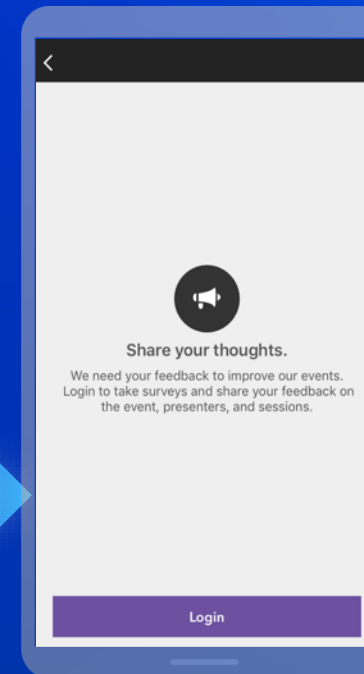 Share your thoughts.
We need your feedback to improve our events.
Login to take surveys and share your feedback on
the event, presenters, and sessions.
Login